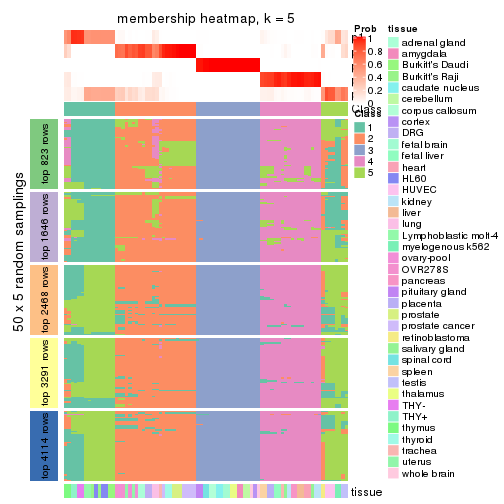 membership heatmap, k = 5
50 x 5 random samplings
top 823 rows
top 1646 rows
top 2468 rows
top 3291 rows
top 4114 rows
Class
tissue
Prob
1
0.8
0.6
0.4
0.2
0
Class
1
2
3
4
5
tissue
adrenal gland
amygdala
Burkitt's Daudi
Burkitt's Raji
caudate nucleus
cerebellum
corpus callosum
cortex
DRG
fetal brain
fetal liver
heart
HL60
HUVEC
kidney
liver
lung
Lymphoblastic molt-4
myelogenous k562
ovary-pool
OVR278S
pancreas
pituitary gland
placenta
prostate
prostate cancer
retinoblastoma
salivary gland
spinal cord
spleen
testis
thalamus
THY-
THY+
thymus
thyroid
trachea
uterus
whole brain